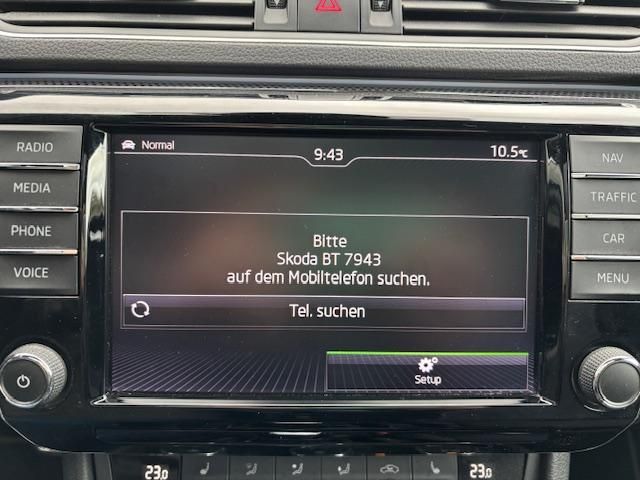 RADIO
MEDIA
PHONE
VOICE
Normal
9:43
10.5°C
Bitte
Skoda BT 7943
auf dem Mobiltelefon suchen.
Tel. suchen
Setup
NAV
TRAFFIC
CAR
MENU
23.0
23.0